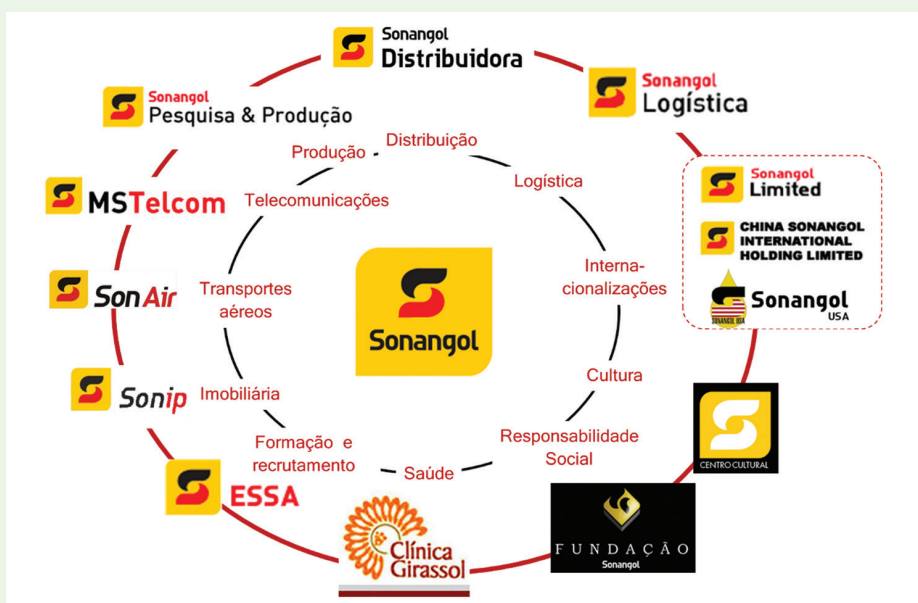 Sonangol
Distribuidora
Sonangol
Logística
Sonangol
Pesquisa & Produção
Produção
Distribuição
Logística
Telecomunicações
MSTelcom
Sonangol
Limited
CHINA SONANGOL
INTERNATIONAL
HOLDING LIMITED
Sonangol
USA
SONANGOL USA
Interna-
cionalizações
SonAir
Transportes
aéreos
Sonangol
Cultura
Sonip
Imobiliária
Formação e
recrutamento
Saúde
Responsabilidade
Social
CENTRO CULTURAL
ESSA
Clínica
Girassol
FUNDAÇÃO
Sonangol